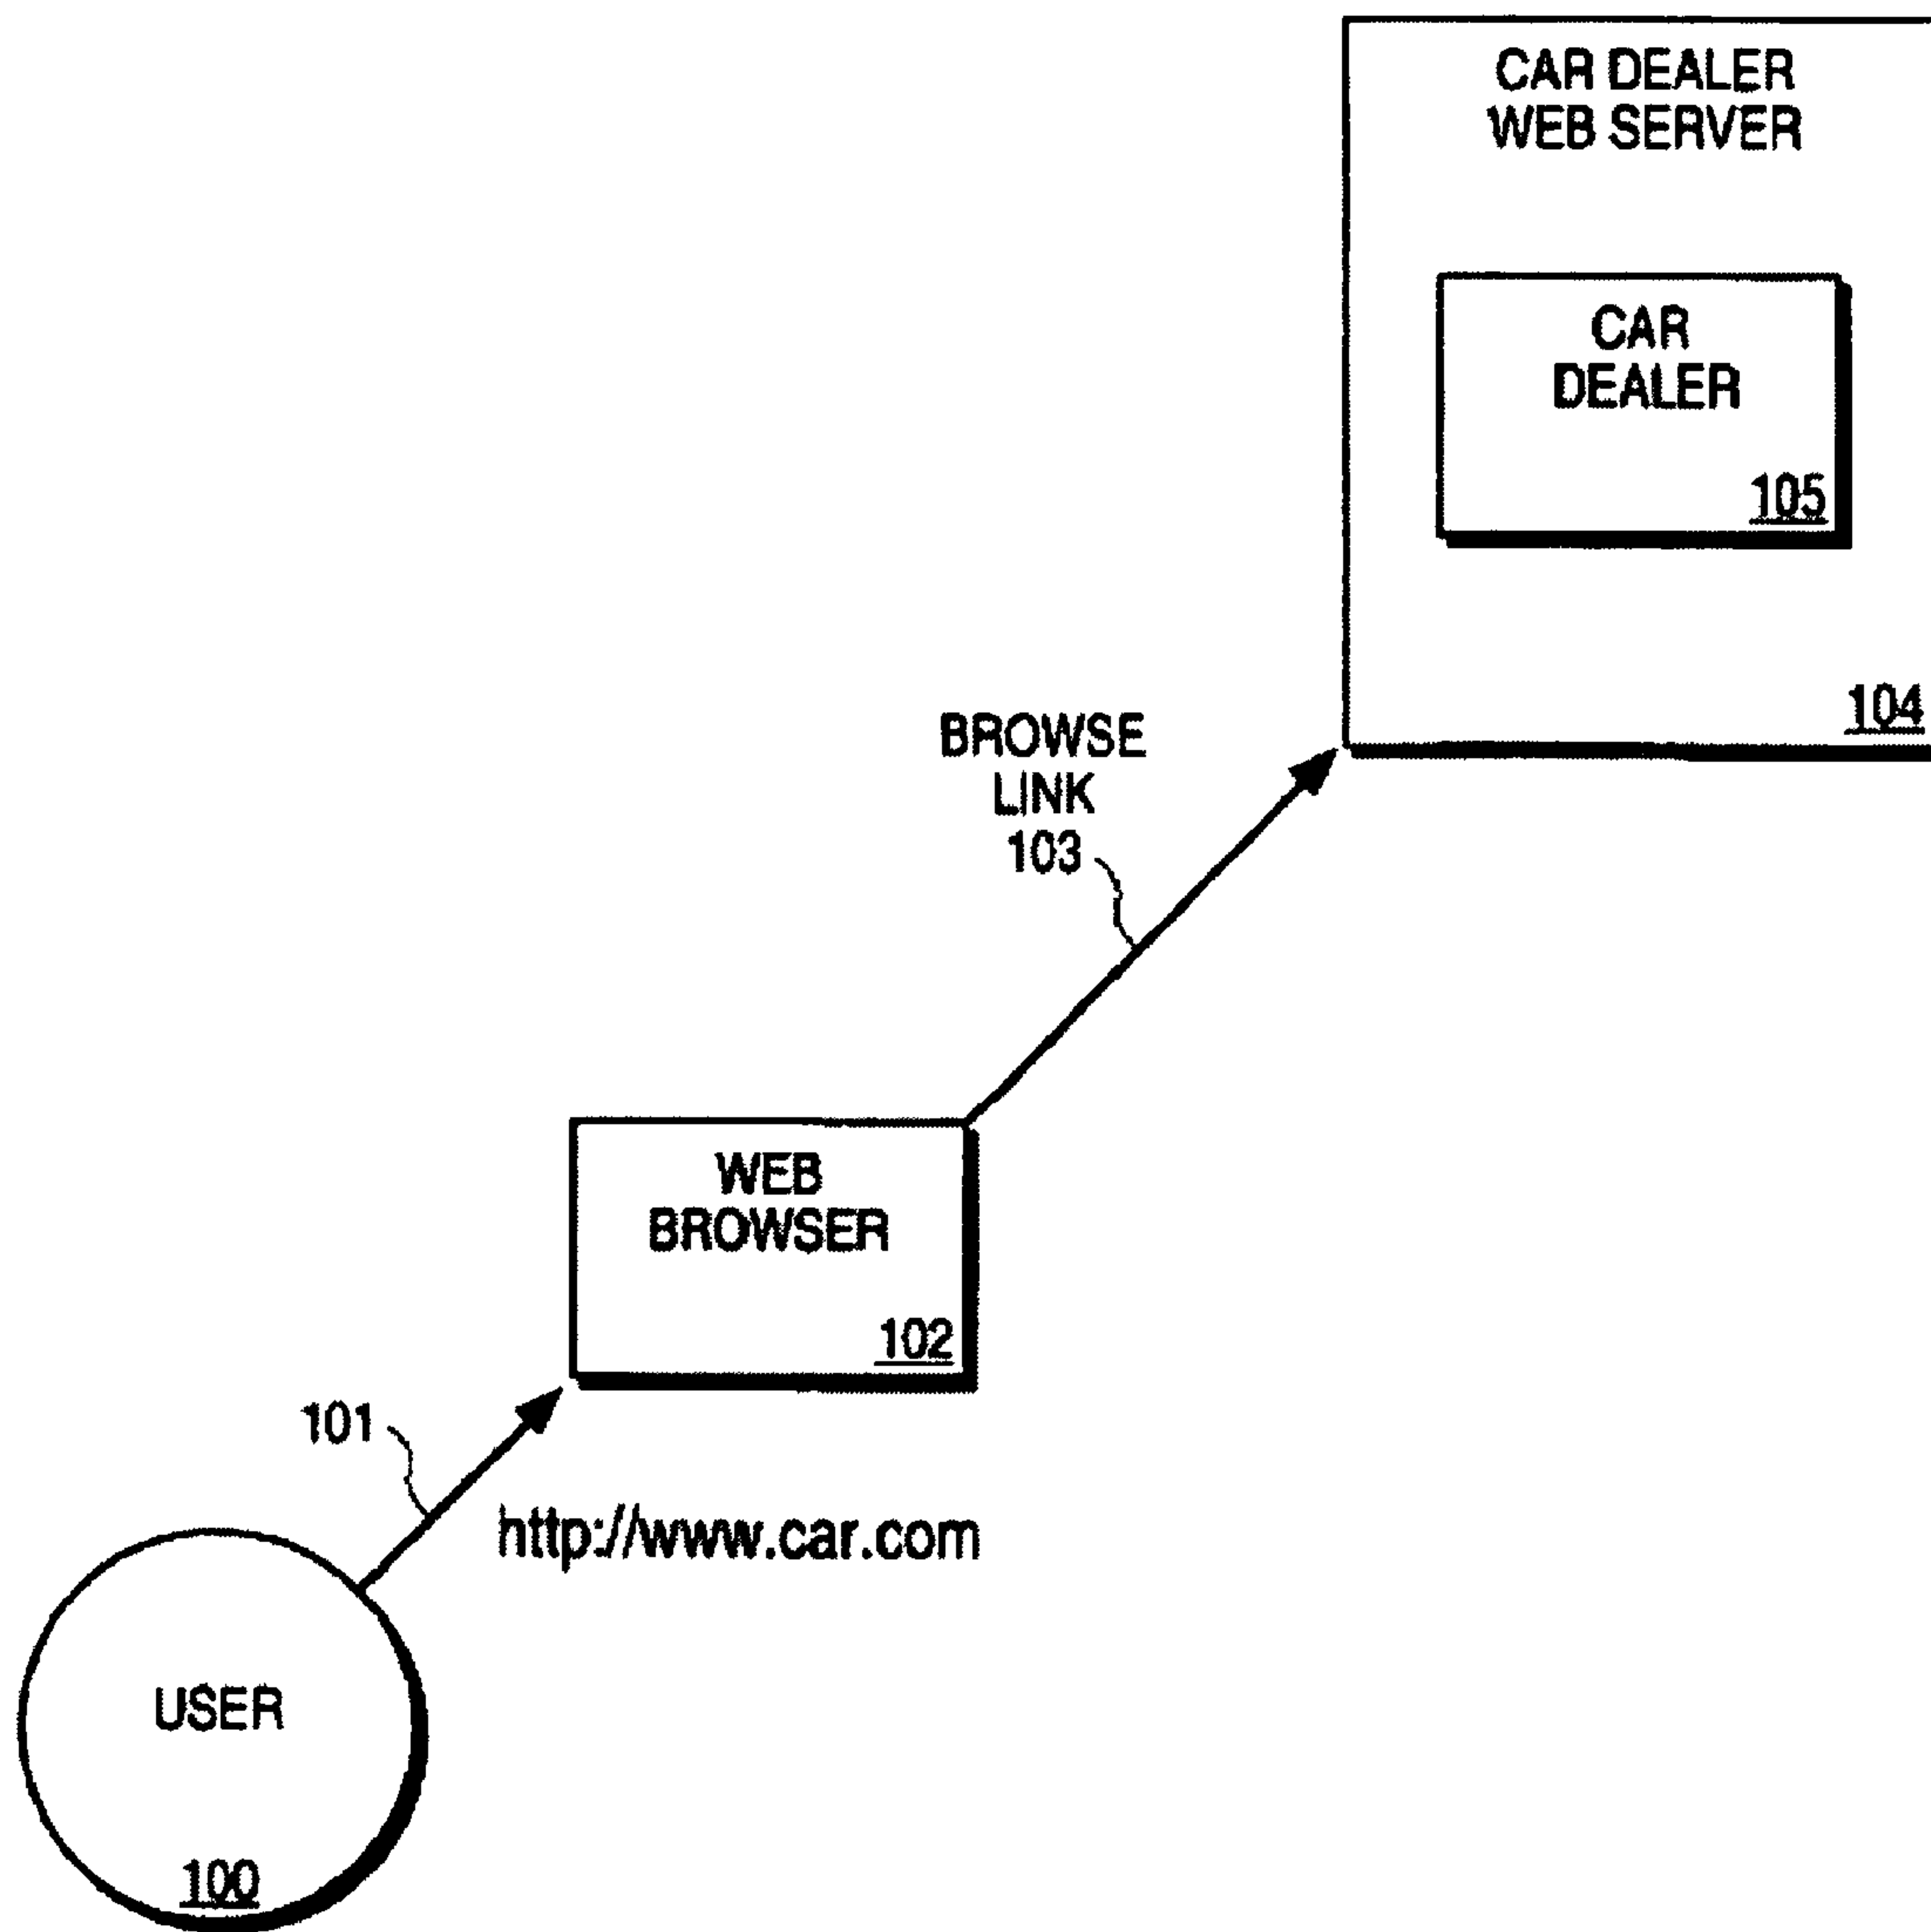 CAR DEALER
WEB SERVER
CAR
DEALER
105
104
BROWSE
LINK
103
WEB
BROWSER
102
101
http://www.car.com
USER
100